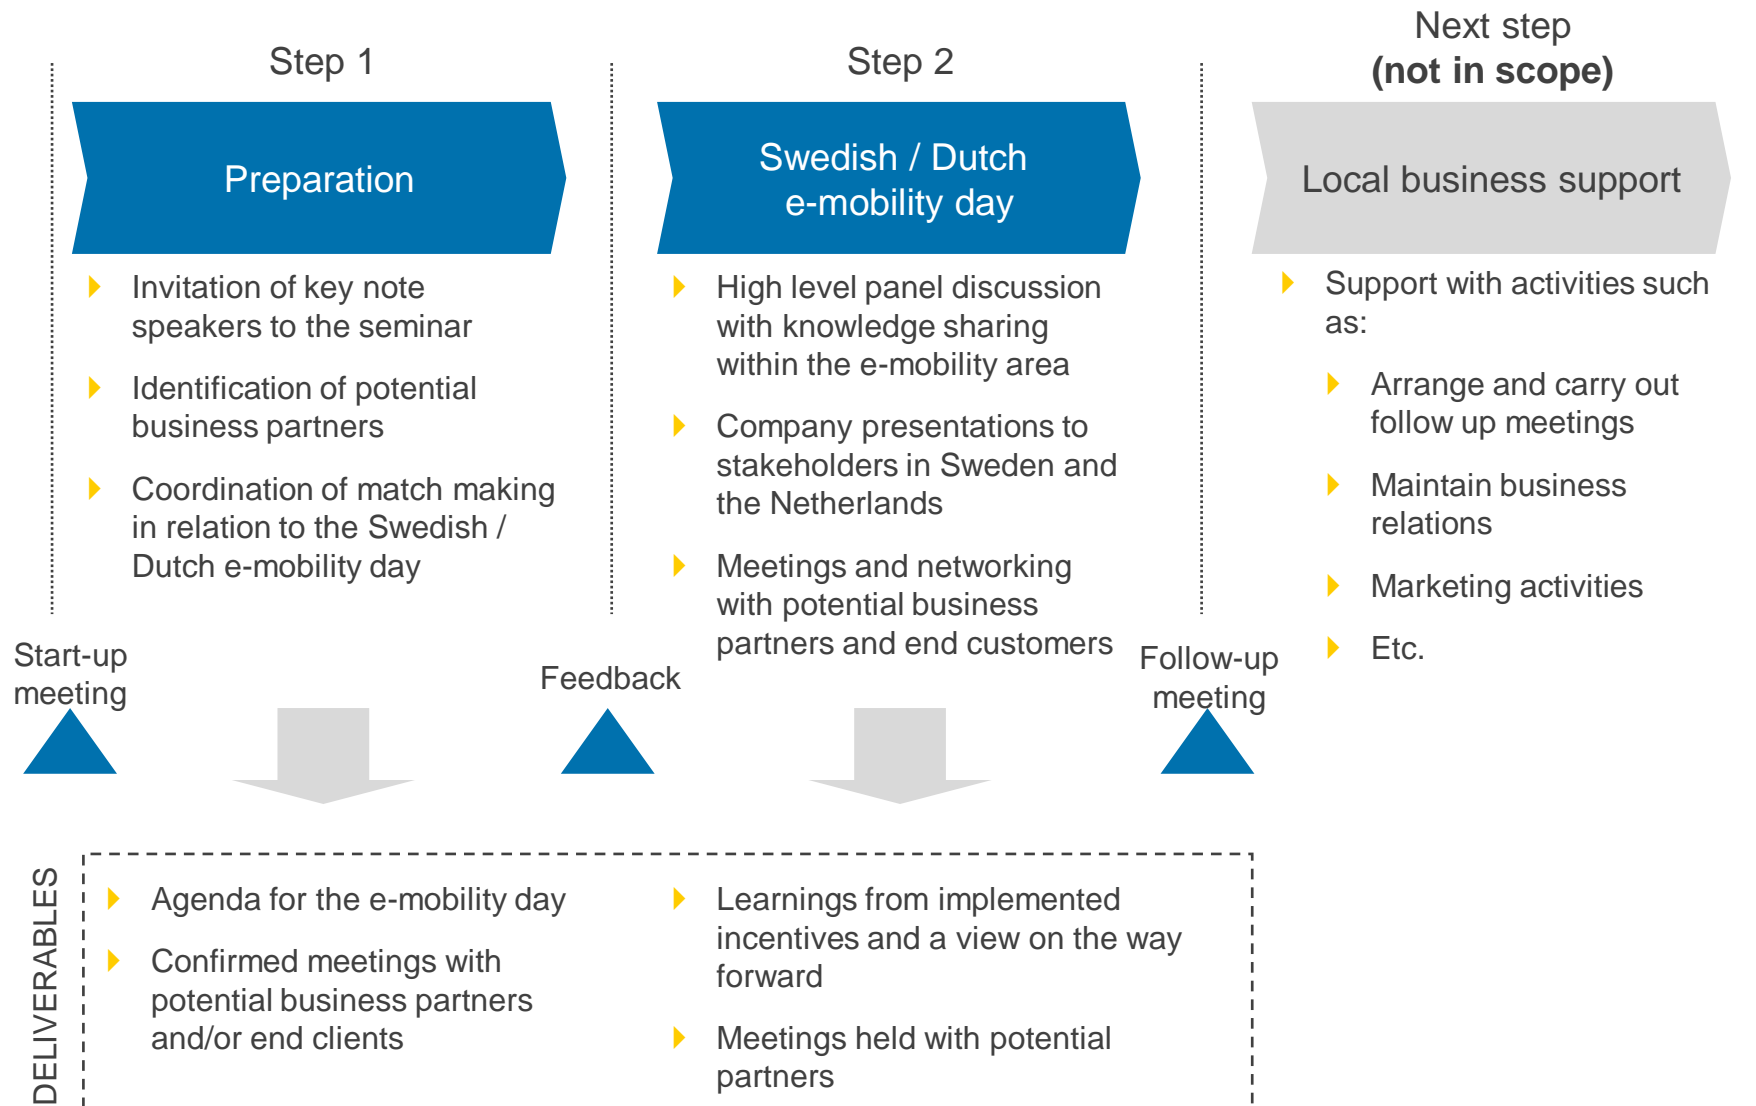 Step 1
Preparation
Invitation of key note
speakers to the seminar
Identification of potential
business partners
Coordination of match making
in relation to the Swedish /
Dutch e-mobility day
Step 2
Swedish / Dutch
e-mobility day
High level panel discussion
with knowledge sharing
within the e-mobility area
Company presentations to
stakeholders in Sweden and
the Netherlands
Meetings and networking
with potential business
partners and end customers
Next step
(not in scope)
Local business support
Support with activities such
as:
Arrange and carry out
follow up meetings
Maintain business
relations
Marketing activities
Etc.
Start-up
meeting
Feedback
Follow-up
meeting
DELIVERABLES
Agenda for the e-mobility day
Confirmed meetings with
potential business partners
and/or end clients
Learnings from implemented
incentives and a view on the way
forward
Meetings held with potential
partners